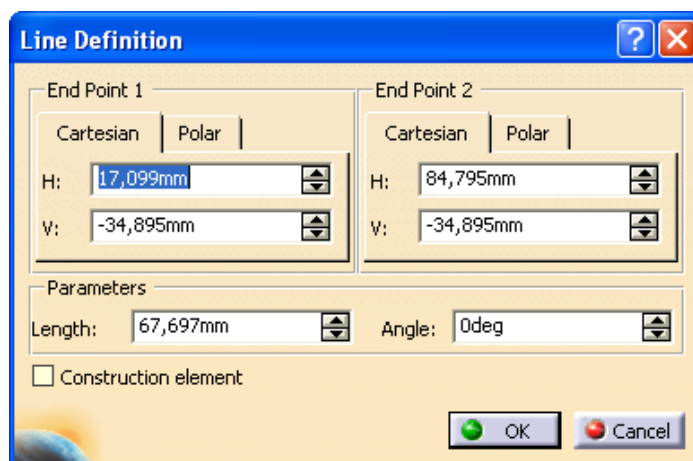 Line Definition
End Point 1 End Point 2
Cartesian Polar Cartesian Polar
H: 17,099mm H: 84,795mm
V: -34,895mm V: -34,895mm
Parameters
Length: 67,697mm Angle: 0deg
Construction element
OK Cancel